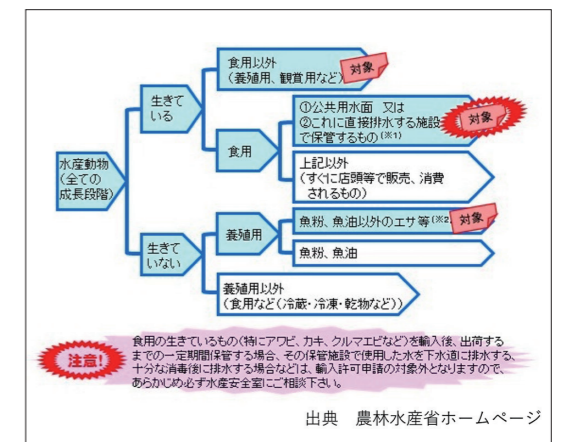 食用以外
(養殖用、観賞用など)
対象
生きて
いる
①公共用水面 又は
②これに直接排水する施設
で保管するもの(※1)
対象
食用
上記以外
(すぐに店頭等で販売、消費
されるもの)
水産動物
(全ての
成長段階)
養殖用
魚粉、魚油以外のエサ等(※2
対象
生きて
いない
魚粉、魚油
養殖用以外
(食用など(冷蔵・冷凍・乾物など))
注意!
食用の生きているもの(特にアワビ、カキ、クルマエビなど)を輸入後、出荷する
までの一定期間保管する場合、その保管施設で使用した水を下水道に排水する、
十分な消毒後に排水する場合などは、輸入許可申請の対象外となりますので、
あらかじめ必ず水産安全室にご相談下さい。
出典 農林水産省ホームページ